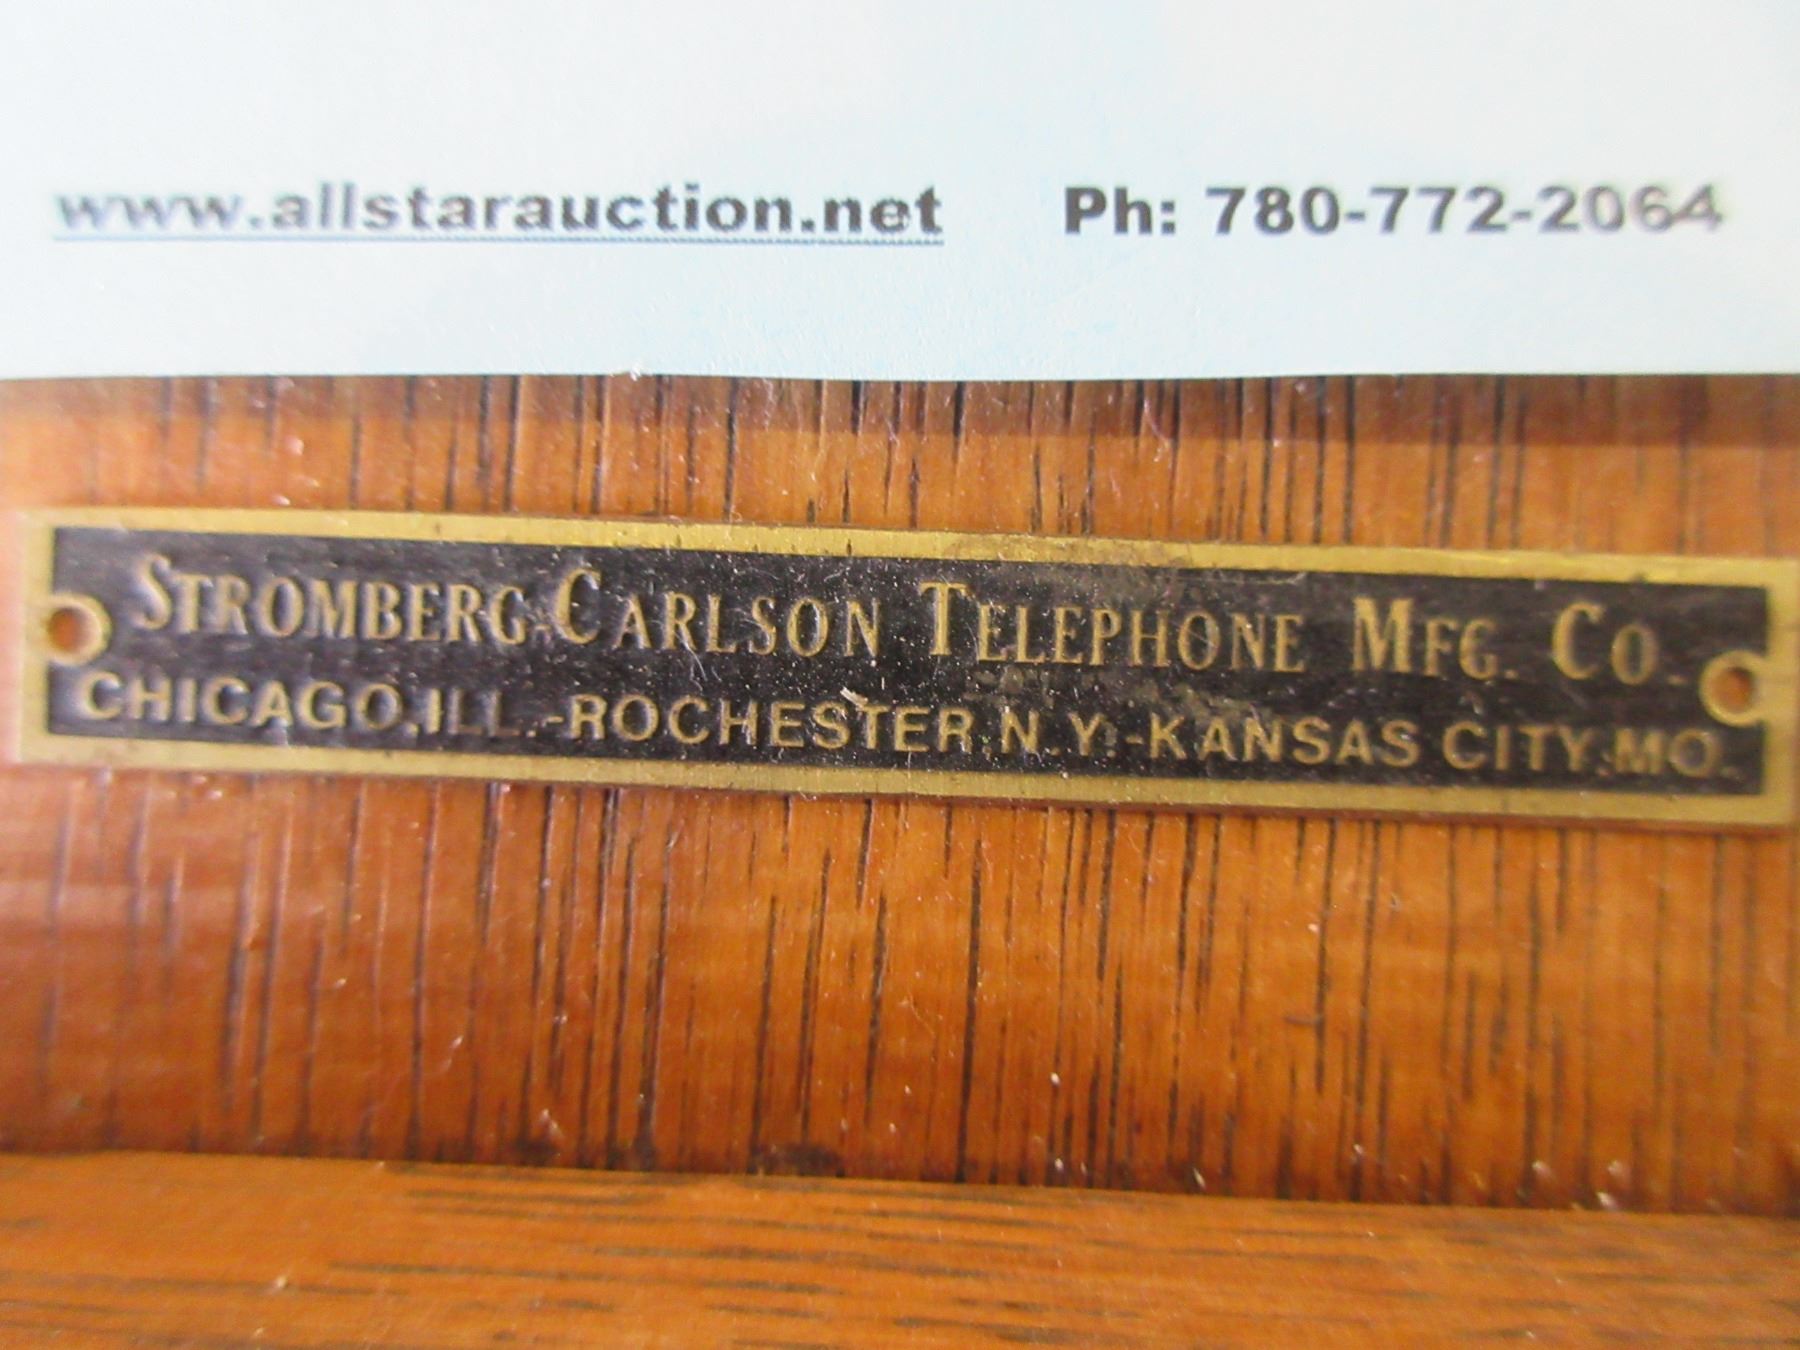 www.allstarauction.net Ph: 780-772-2064
STROMBERG-CARLSON TELEPHONE MFG. CO.
CHICAGO, ILL.-ROCHESTER, N.Y.-KANSAS CITY, MO.